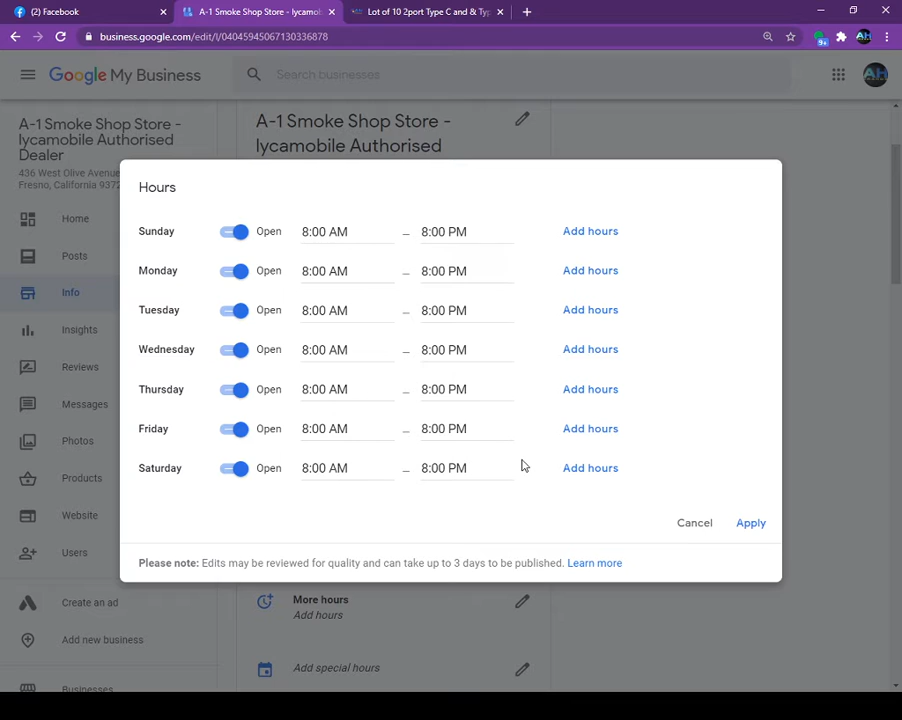 (2) Facebook
A-1 Smoke Shop Store - lycamobi
Lot of 10 2port Type C and & Typ
business.google.com/edit/l/04045945067130336878
9+
AH
Google My Business
Search businesses
AH
A-1 Smoke Shop Store -
lycamobile Authorised
Dealer
436 West Olive Avenue
Fresno, California 9372
Home
Posts
Info
Insights
Reviews
Messages
Photos
Products
Website
Users
Create an ad
Add new business
Businesses
A-1 Smoke Shop Store -
lycamobile Authorised
Hours
Sunday Open 8:00 AM – 8:00 PM Add hours
Monday Open 8:00 AM – 8:00 PM Add hours
Tuesday Open 8:00 AM – 8:00 PM Add hours
Wednesday Open 8:00 AM – 8:00 PM Add hours
Thursday Open 8:00 AM – 8:00 PM Add hours
Friday Open 8:00 AM – 8:00 PM Add hours
Saturday Open 8:00 AM – 8:00 PM Add hours
Cancel Apply
Please note: Edits may be reviewed for quality and can take up to 3 days to be published. Learn more
More hours
Add hours
Add special hours